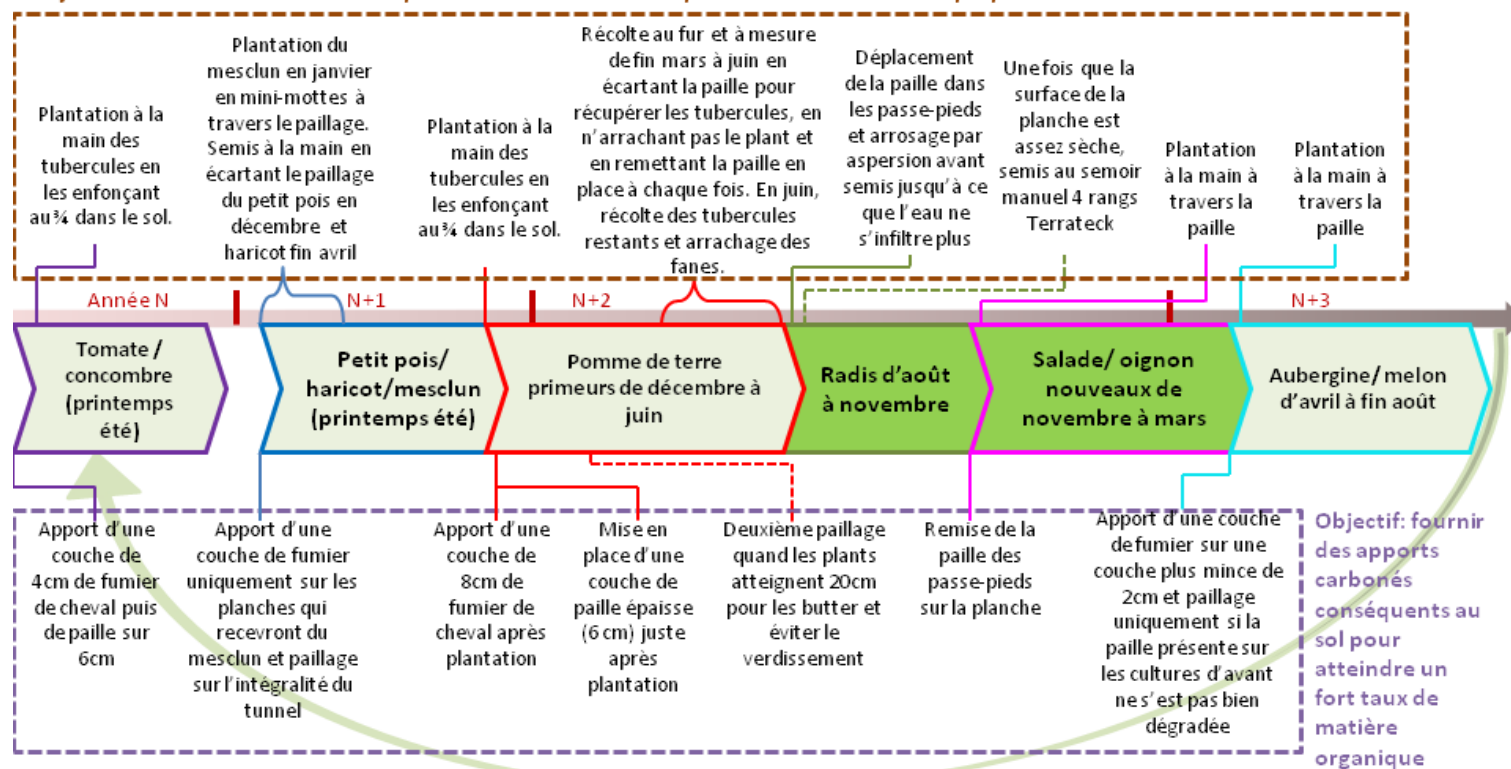 Plantation à la
main des
tubercules en
les enfonçant
au ¾ dans le sol.
Plantation du
mesclun en janvier
en mini-mottes à
travers le paillage.
Semis à la main en
écartant le paillage
du petit pois en
décembre et
haricot fin avril
Plantation à la
main des
tubercules en
les enfonçant
au ¾ dans le sol.
Récolte au fur et à mesure
de fin mars à juin en
écartant la paille pour
récupérer les tubercules, en
n'arrachant pas le plant et
en remettant la paille en
place à chaque fois. En juin,
récolte des tubercules
restants et arrachage des
fanes.
Déplacement
de la paille dans
les passe-pieds
et arrosage par
aspersion avant
semis jusqu'à ce
que l'eau ne
s'infiltre plus
Une fois que la
surface de la
planche est
assez sèche,
semis au semoir
manuel 4 rangs
Terrateck
Plantation
à la main à
travers la
paille
Plantation
à la main à
travers la
paille
Année N
N+1
N+2
N+3
Tomate /
concombre
(printemps
été)
Petit pois/
haricot/mesclun
(printemps été)
Pomme de terre
primeurs de décembre à
juin
Radis d'août
à novembre
Salade/ oignon
nouveaux de
novembre à mars
Aubergine/ melon
d'avril à fin août
Apport d'une
couche de
4cm de fumier
de cheval puis
de paille sur
6cm
Apport d'une
couche de fumier
uniquement sur les
planches qui
recevront du
mesclun et paillage
sur l'intégralité du
tunnel
Apport d'une
couche de
8cm de
fumier de
cheval après
plantation
Mise en
place d'une
couche de
paille épaisse
(6 cm) juste
après
plantation
Deuxième paillage
quand les plants
atteignent 20cm
pour les butter et
éviter le
verdissement
Remise de la
paille des
passe-pieds
sur la planche
Apport d'une couche
de fumier sur une
couche plus mince de
2cm et paillage
uniquement si la
paille présente sur
les cultures d'avant
ne s'est pas bien
dégradée
Objectif: fournir
des apports
carbonés
conséquents au
sol pour
atteindre un
fort taux de
matière
organique